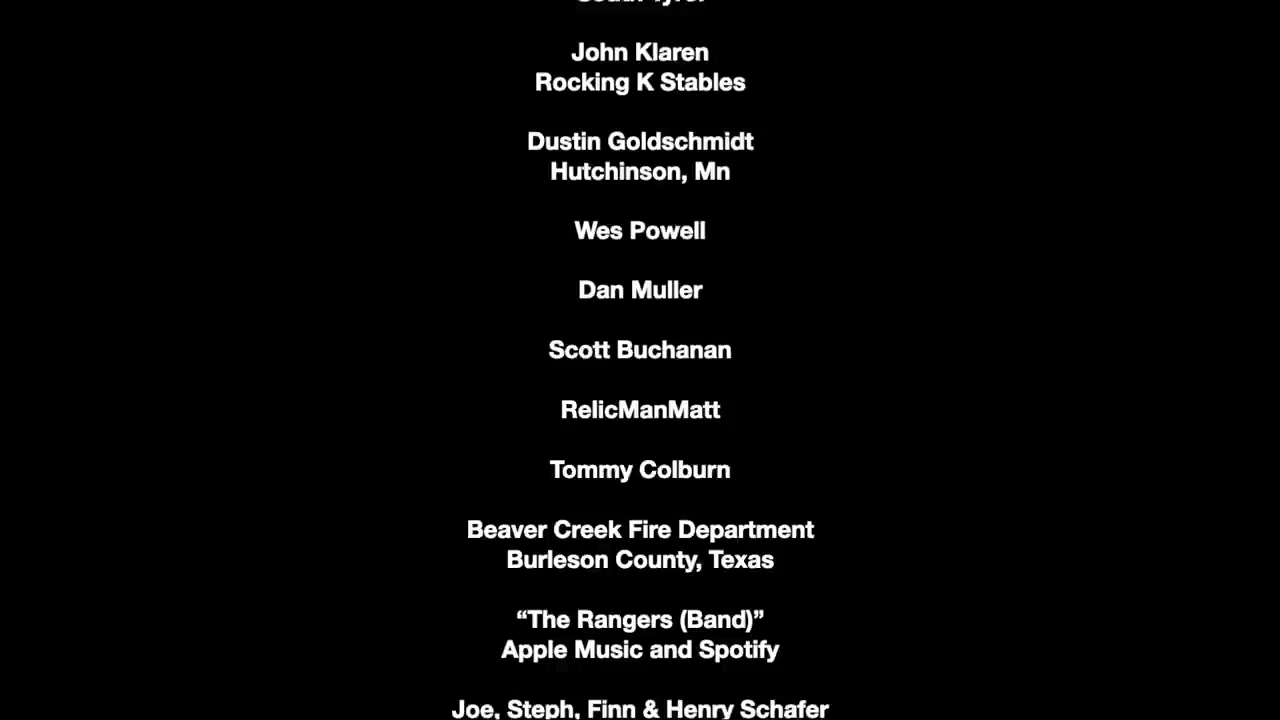 John Klaren
Rocking K Stables
Dustin Goldschmidt
Hutchinson, Mn
Wes Powell
Dan Muller
Scott Buchanan
RelicManMatt
Tommy Colburn
Beaver Creek Fire Department
Burleson County, Texas
“The Rangers (Band)”
Apple Music and Spotify
Joe, Steph, Finn & Henry Schafer